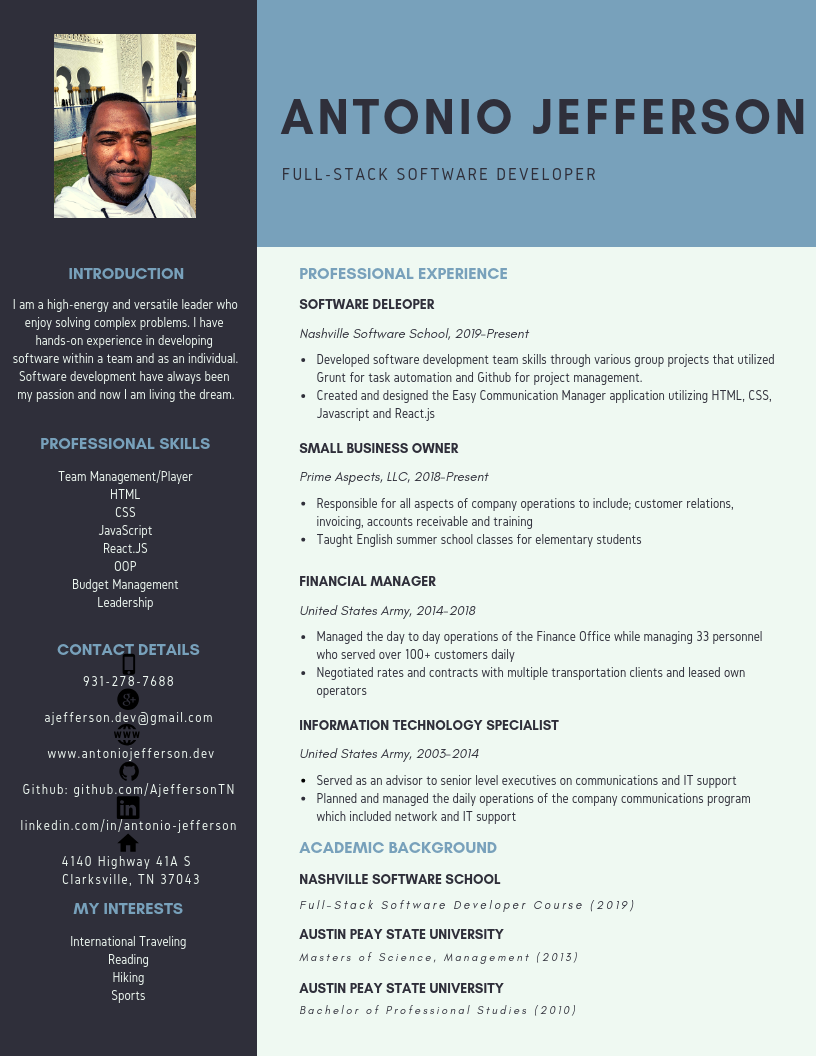 ANTONIO JEFFERSON
FULL-STACK SOFTWARE DEVELOPER
INTRODUCTION
I am a high-energy and versatile leader who
enjoy solving complex problems. I have
hands-on experience in developing
software within a team and as an individual.
Software development have always been
my passion and now I am living the dream.
PROFESSIONAL SKILLS
Team Management/Player
HTML
CSS
JavaScript
React.JS
OOP
Budget Management
Leadership
CONTACT DETAILS
931-278-7688
g+
ajefferson.dev@gmail.com
WWW
www.antoniojefferson.dev
Github: github.com/AjeffersonTN
in
linkedin.com/in/antonio-jefferson
4140 Highway 41A S
Clarksville, TN 37043
MY INTERESTS
International Traveling
Reading
Hiking
Sports
PROFESSIONAL EXPERIENCE
SOFTWARE DELEOPER
Nashville Software School, 2019-Present
• Developed software development team skills through various group projects that utilized
Grunt for task automation and Github for project management.
• Created and designed the Easy Communication Manager application utilizing HTML, CSS,
Javascript and React.js
SMALL BUSINESS OWNER
Prime Aspects, LLC, 2018-Present
• Responsible for all aspects of company operations to include; customer relations,
invoicing, accounts receivable and training
• Taught English summer school classes for elementary students
FINANCIAL MANAGER
United States Army, 2014-2018
• Managed the day to day operations of the Finance Office while managing 33 personnel
who served over 100+ customers daily
• Negotiated rates and contracts with multiple transportation clients and leased own
operators
INFORMATION TECHNOLOGY SPECIALIST
United States Army, 2003-2014
• Served as an advisor to senior level executives on communications and IT support
• Planned and managed the daily operations of the company communications program
which included network and IT support
ACADEMIC BACKGROUND
NASHVILLE SOFTWARE SCHOOL
Full-Stack Software Developer Course (2019)
AUSTIN PEAY STATE UNIVERSITY
Masters of Science, Management (2013)
AUSTIN PEAY STATE UNIVERSITY
Bachelor of Professional Studies (2010)